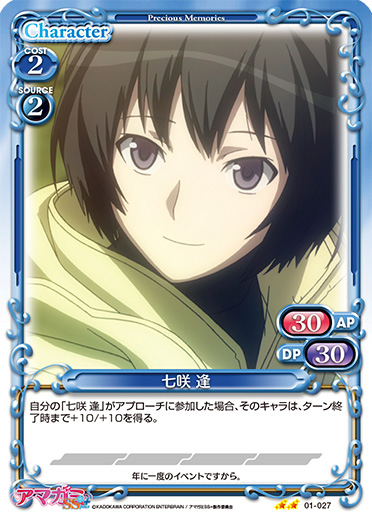 Precious Memories
Character
COST
2
SOURCE
2
30 AP
DP 30
七咲 逢
自分の「七咲 逢」がアプローチに参加した場合、そのキャラは、ターン終
了時まで+10/+10を得る。
年に一度のイベントですから。
アマガミSS+ plus
©KADOKAWA CORPORATION ENTERBRAIN / アマガミSS+製作委員会
01-027